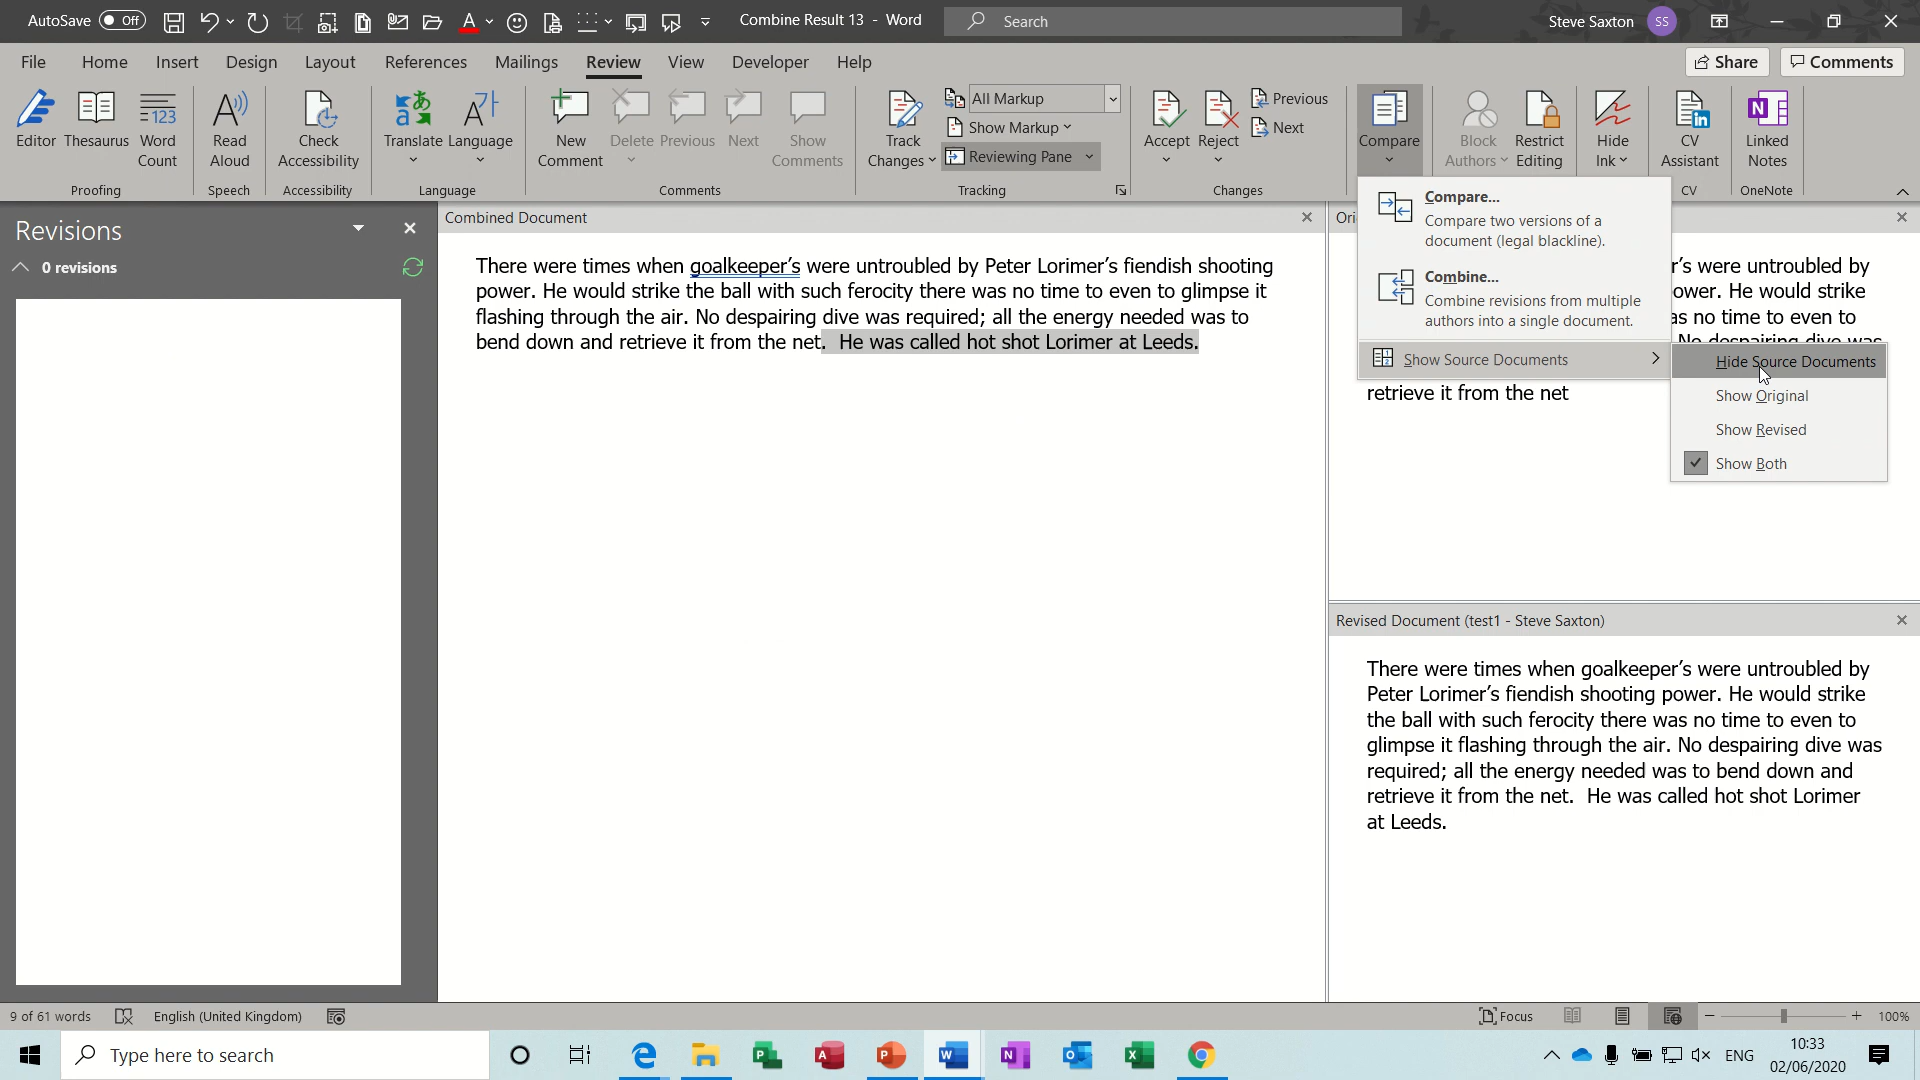 AutoSave Off
Combine Result 13 - Word
Search
Steve Saxton SS
File Home Insert Design Layout References Mailings Review View Developer Help
Share Comments
Editor
Thesaurus
Word Count
Proofing
Read Aloud
Speech
Check Accessibility
Accessibility
Translate
Language
Language
New Comment
Delete
Previous
Next
Show Comments
Comments
Track Changes
All Markup
Show Markup
Reviewing Pane
Tracking
Accept
Reject
Previous
Next
Changes
Compare
Block Authors
Restrict Editing
Hide Ink
CV Assistant
CV
Linked Notes
OneNote
Compare...
Compare two versions of a
document (legal blackline).
Combine...
Combine revisions from multiple
authors into a single document.
Show Source Documents
Hide Source Documents
Show Original
Show Revised
Show Both
Revisions
0 revisions
Combined Document
There were times when goalkeeper's were untroubled by Peter Lorimer's fiendish shooting
power. He would strike the ball with such ferocity there was no time to even to glimpse it
flashing through the air. No despairing dive was required; all the energy needed was to
bend down and retrieve it from the net. He was called hot shot Lorimer at Leeds.
r's were untroubled by
ower. He would strike
as no time to even to
No despairing dive was
retrieve it from the net
Revised Document (test1 - Steve Saxton)
There were times when goalkeeper's were untroubled by
Peter Lorimer's fiendish shooting power. He would strike
the ball with such ferocity there was no time to even to
glimpse it flashing through the air. No despairing dive was
required; all the energy needed was to bend down and
retrieve it from the net. He was called hot shot Lorimer
at Leeds.
9 of 61 words English (United Kingdom)
Focus
100%
Type here to search
ENG
10:33
02/06/2020